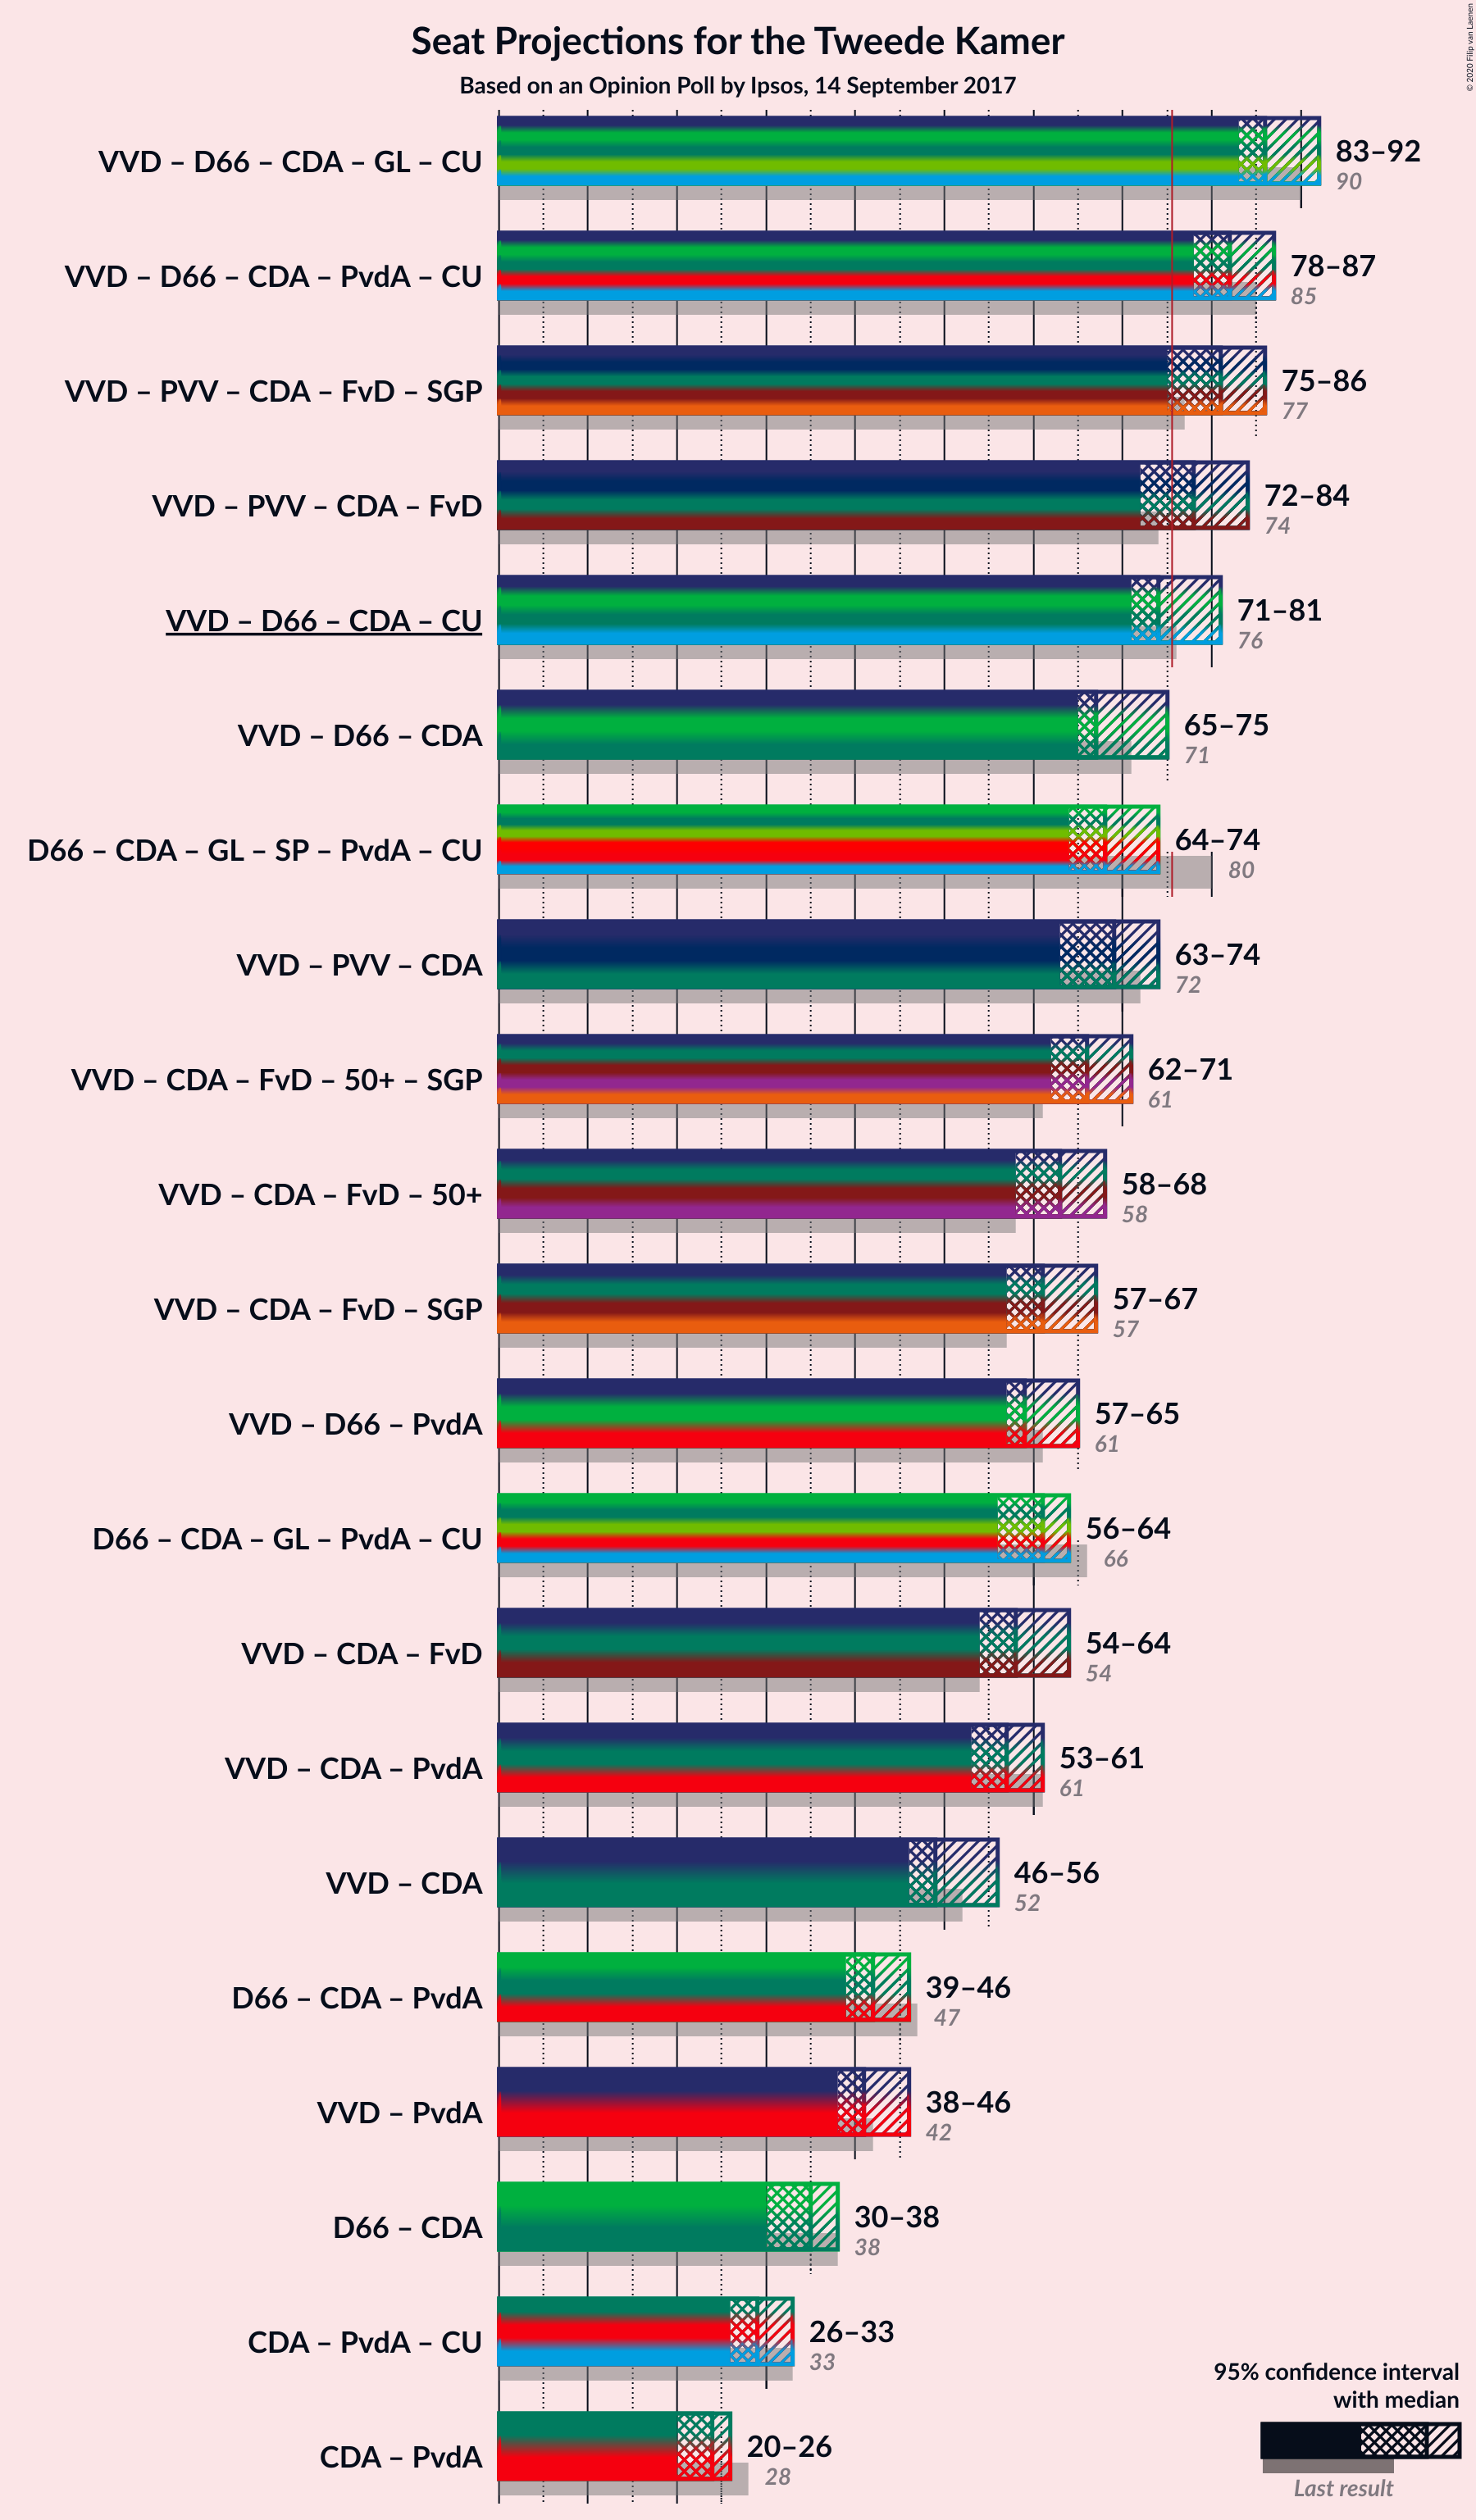 Seat Projections for the Tweede Kamer
Based on an Opinion Poll by Ipsos, 14 September 2017
© 2020 Filip van Laenen
VVD – D66 – CDA – GL – CU
83–92
90
VVD – D66 – CDA – PvdA – CU
78–87
85
VVD – PVV – CDA – FvD – SGP
75–86
77
VVD – PVV – CDA – FvD
72–84
74
VVD – D66 – CDA – CU
71–81
76
VVD – D66 – CDA
65–75
71
D66 – CDA – GL – SP – PvdA – CU
64–74
80
VVD – PVV – CDA
63–74
72
VVD – CDA – FvD – 50+ – SGP
62–71
61
VVD – CDA – FvD – 50+
58–68
58
VVD – CDA – FvD – SGP
57–67
57
VVD – D66 – PvdA
57–65
61
D66 – CDA – GL – PvdA – CU
56–64
66
VVD – CDA – FvD
54–64
54
VVD – CDA – PvdA
53–61
61
VVD – CDA
46–56
52
D66 – CDA – PvdA
39–46
47
VVD – PvdA
38–46
42
D66 – CDA
30–38
38
CDA – PvdA – CU
26–33
33
CDA – PvdA
20–26
28
95% confidence interval
with median
Last result